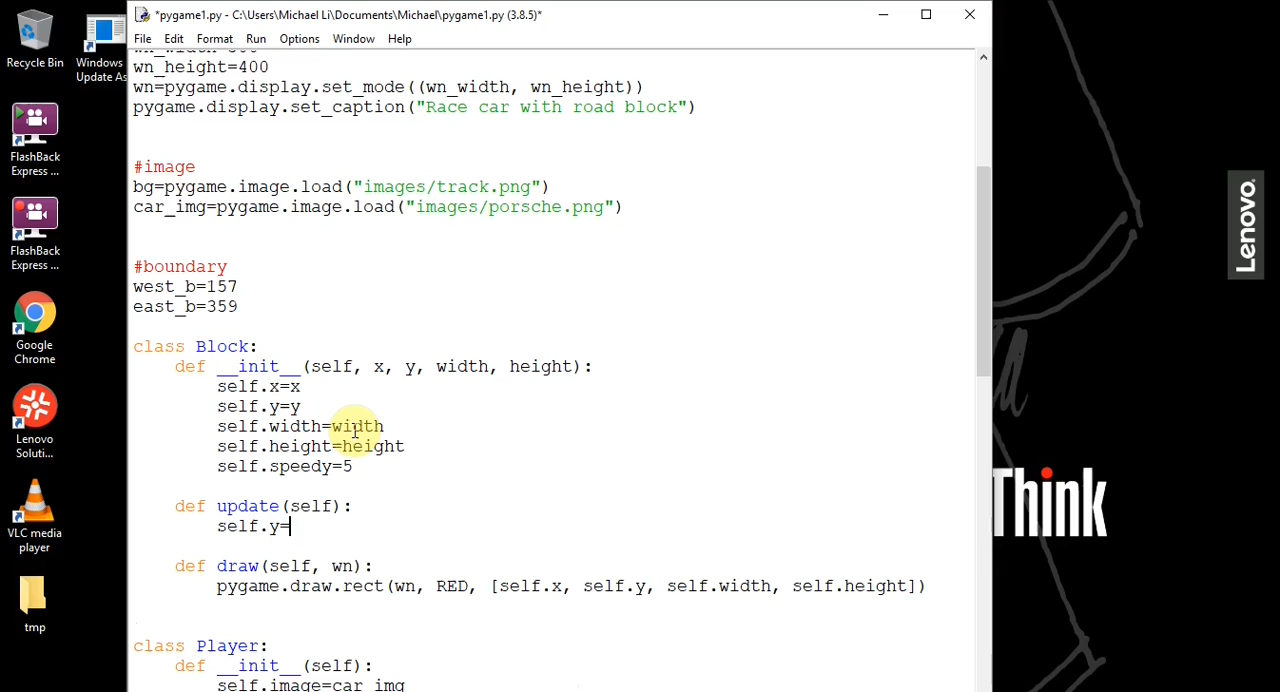 *pygame1.py - C:\Users\Michael Li\Documents\Michael\pygame1.py (3.8.5)*
File Edit Format Run Options Window Help
Recycle Bin
Windows
Update As
FlashBack
Express ...
FlashBack
Express ...
Google
Chrome
Lenovo
Soluti...
VLC media
player
tmp
wn_height=400
wn=pygame.display.set_mode((wn_width, wn_height))
pygame.display.set_caption("Race car with road block")
#image
bg=pygame.image.load("images/track.png")
car_img=pygame.image.load("images/porsche.png")
#boundary
west_b=157
east_b=359
class Block:
def __init__(self, x, y, width, height):
self.x=x
self.y=y
self.width=width
self.height=height
self.speedy=5
def update(self):
self.y=
def draw(self, wn):
pygame.draw.rect(wn, RED, [self.x, self.y, self.width, self.height])
class Player:
def __init__(self):
self.image=car_img
Lenovo
Think